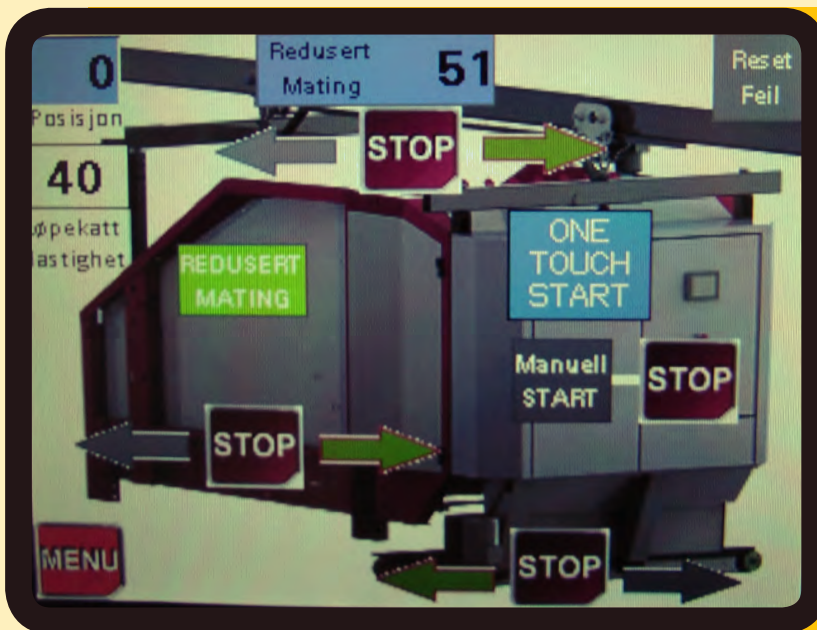 0
Posisjon
Redusert
Mating
51
Reset
Feil
STOP
40
øpekatt
astighet
REDUSERT
MATING
ONE
TOUCH
START
Manuell
START
STOP
STOP
MENU
STOP